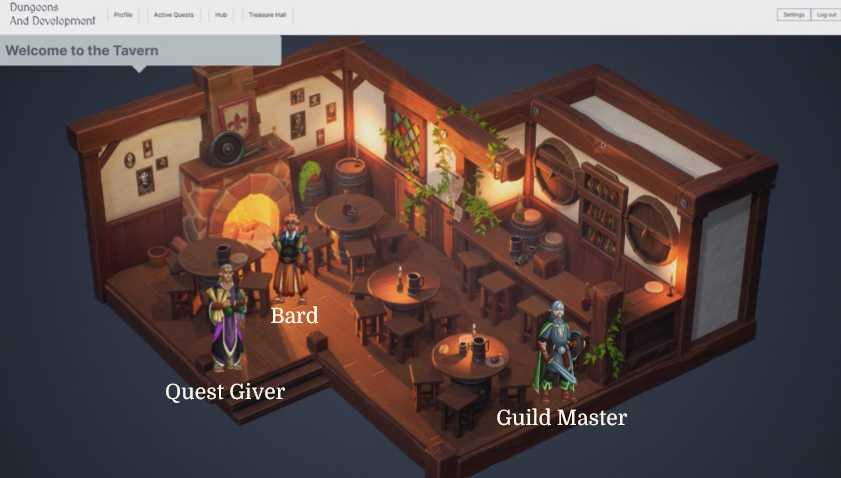 Dungeons
And Development
Profile
Active Quests
Hub
Treasure Hall
Settings
Log out
Welcome to the Tavern
Bard
Quest Giver
Guild Master